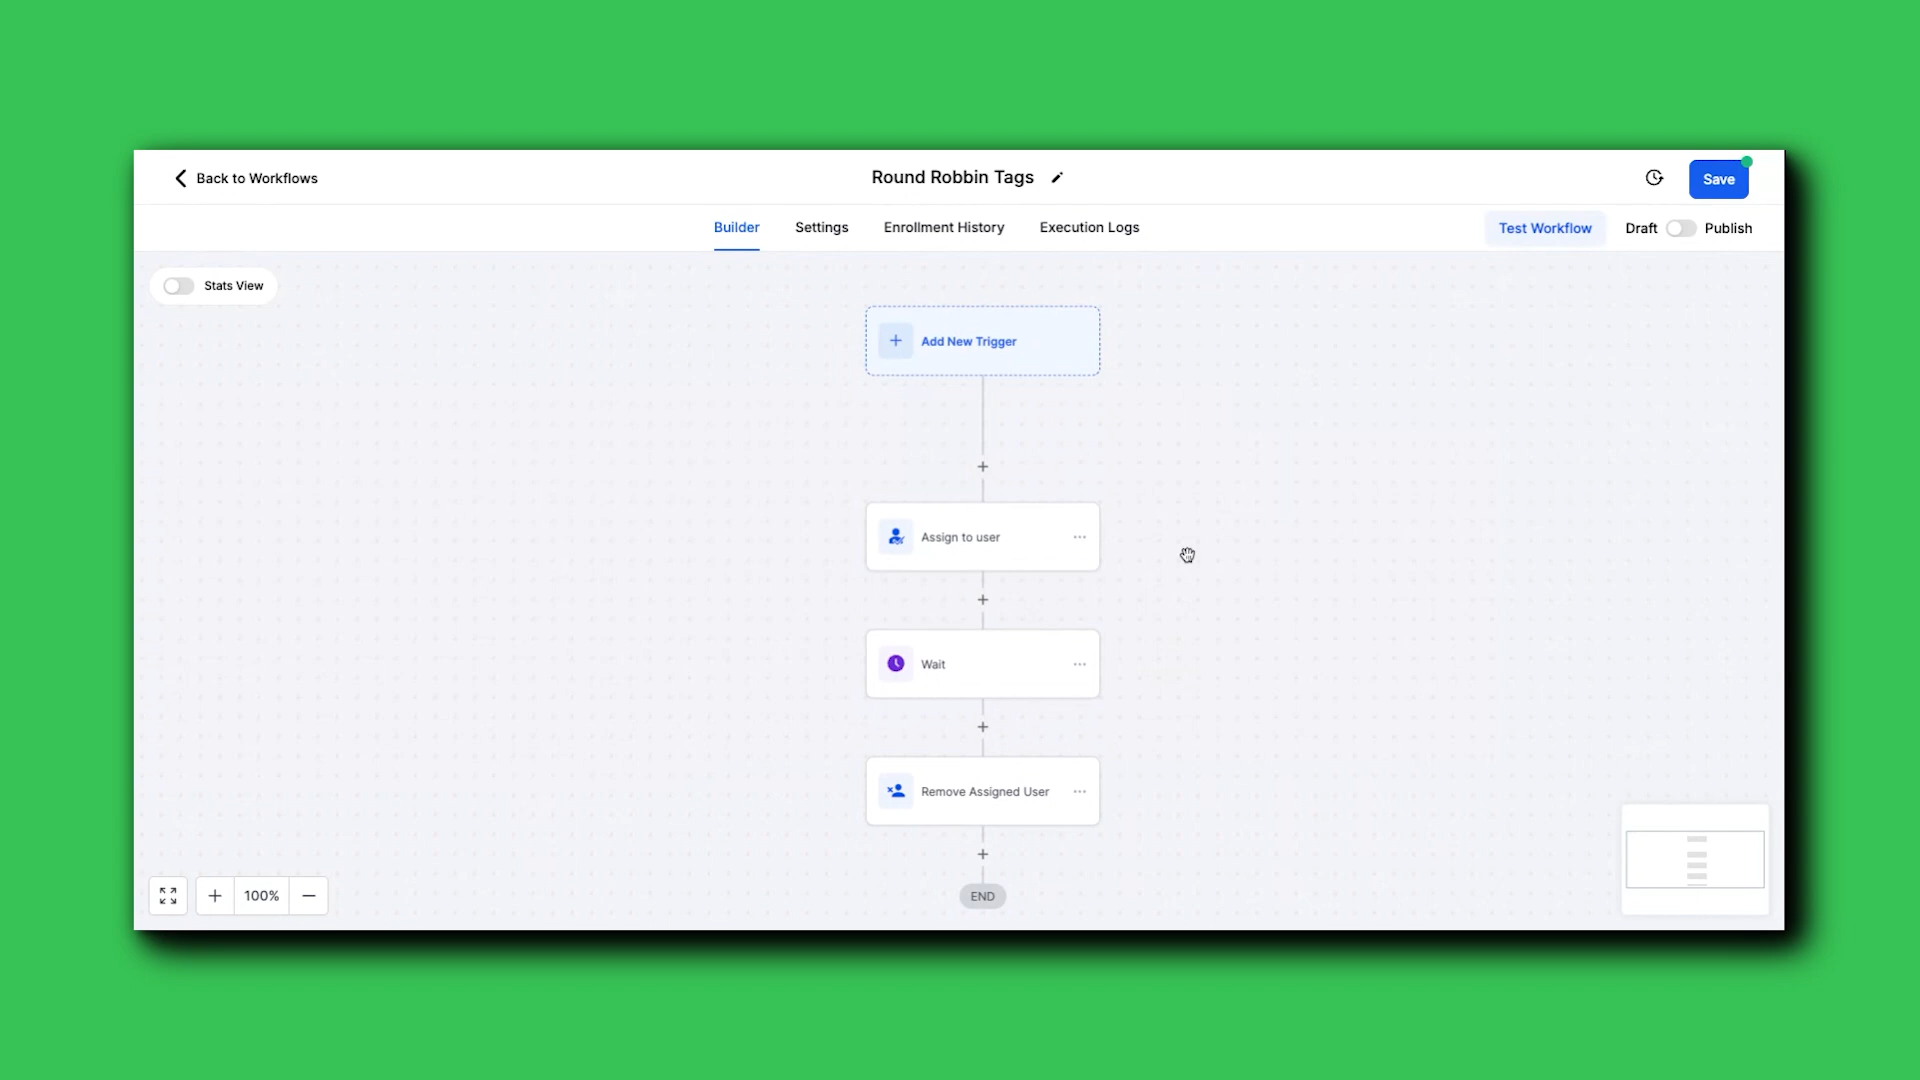 Back to Workflows
Round Robbin Tags
Save
Builder
Settings
Enrollment History
Execution Logs
Test Workflow
Draft
Publish
Stats View
Add New Trigger
Assign to user
Wait
Remove Assigned User
END
100%